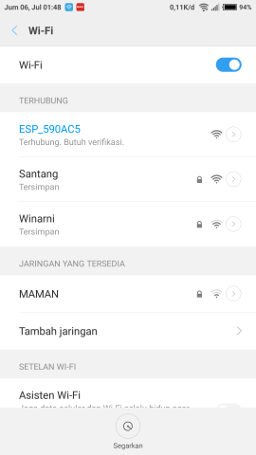 Jum 06, Jul 01:48 0,11K/d 94%
Wi-Fi
Wi-Fi
TERHUBUNG
ESP_590AC5
Terhubung. Butuh verifikasi.
Santang
Tersimpan
Winarni
Tersimpan
JARINGAN YANG TERSEDIA
MAMAN
Tambah jaringan
SETELAN WI-FI
Asisten Wi-Fi
Segarkan